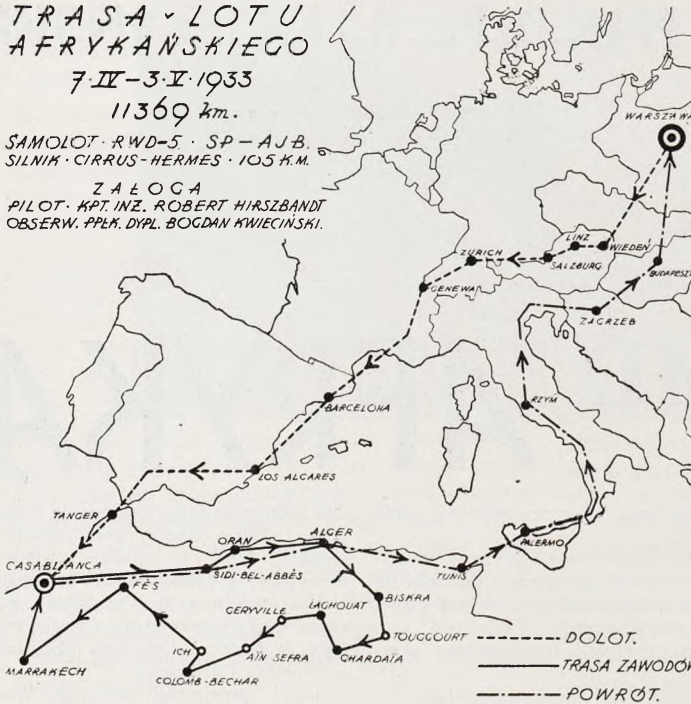 TRASA · LOTU
AFRYKAŃSKIEGO
7·IV–3·V·1933
11369 km.
SAMOLOT · RWD-5 · SP – AJB.
SILNIK · CIRRUS-HERMES · 105 K.M.
ZAŁOGA
PILOT · KPT. INŻ. ROBERT HIRSZBANDT
OBSERW. PPŁK. DYPL. BOGDAN KWIECIŃSKI.
WARSZAWA
LINZ
WIEDEŃ
ZURICH
SALZBURG
BUDAPESZT
GENEWA
ZAGRZEB
RZYM
BARCELONA
LOS ALCARES
TANGER
ORAN
ALGER
PALERMO
CASABLANCA
SIDI-BEL-ABBÈS
TUNIS
FÈS
BISKRA
GERYVILLE
LAGHOUAT
TOUGGOURT
ICH
AÏN SEFRA
GHARDAÏA
MARRAKECH
COLOMB-BECHAR
DOLOT.
TRASA ZAWODÓW
POWRÓT.